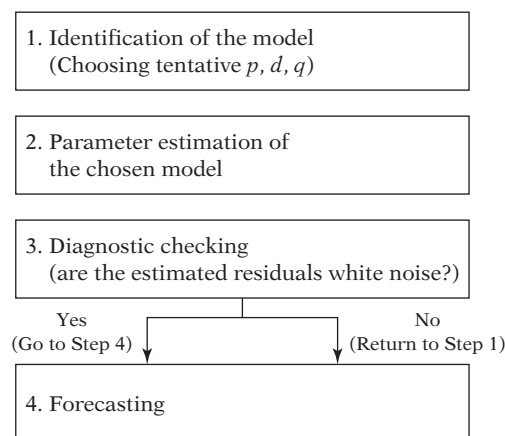 1. Identification of the model
(Choosing tentative p, d, q)
2. Parameter estimation of
the chosen model
3. Diagnostic checking
(are the estimated residuals white noise?)
Yes
(Go to Step 4)
No
(Return to Step 1)
4. Forecasting